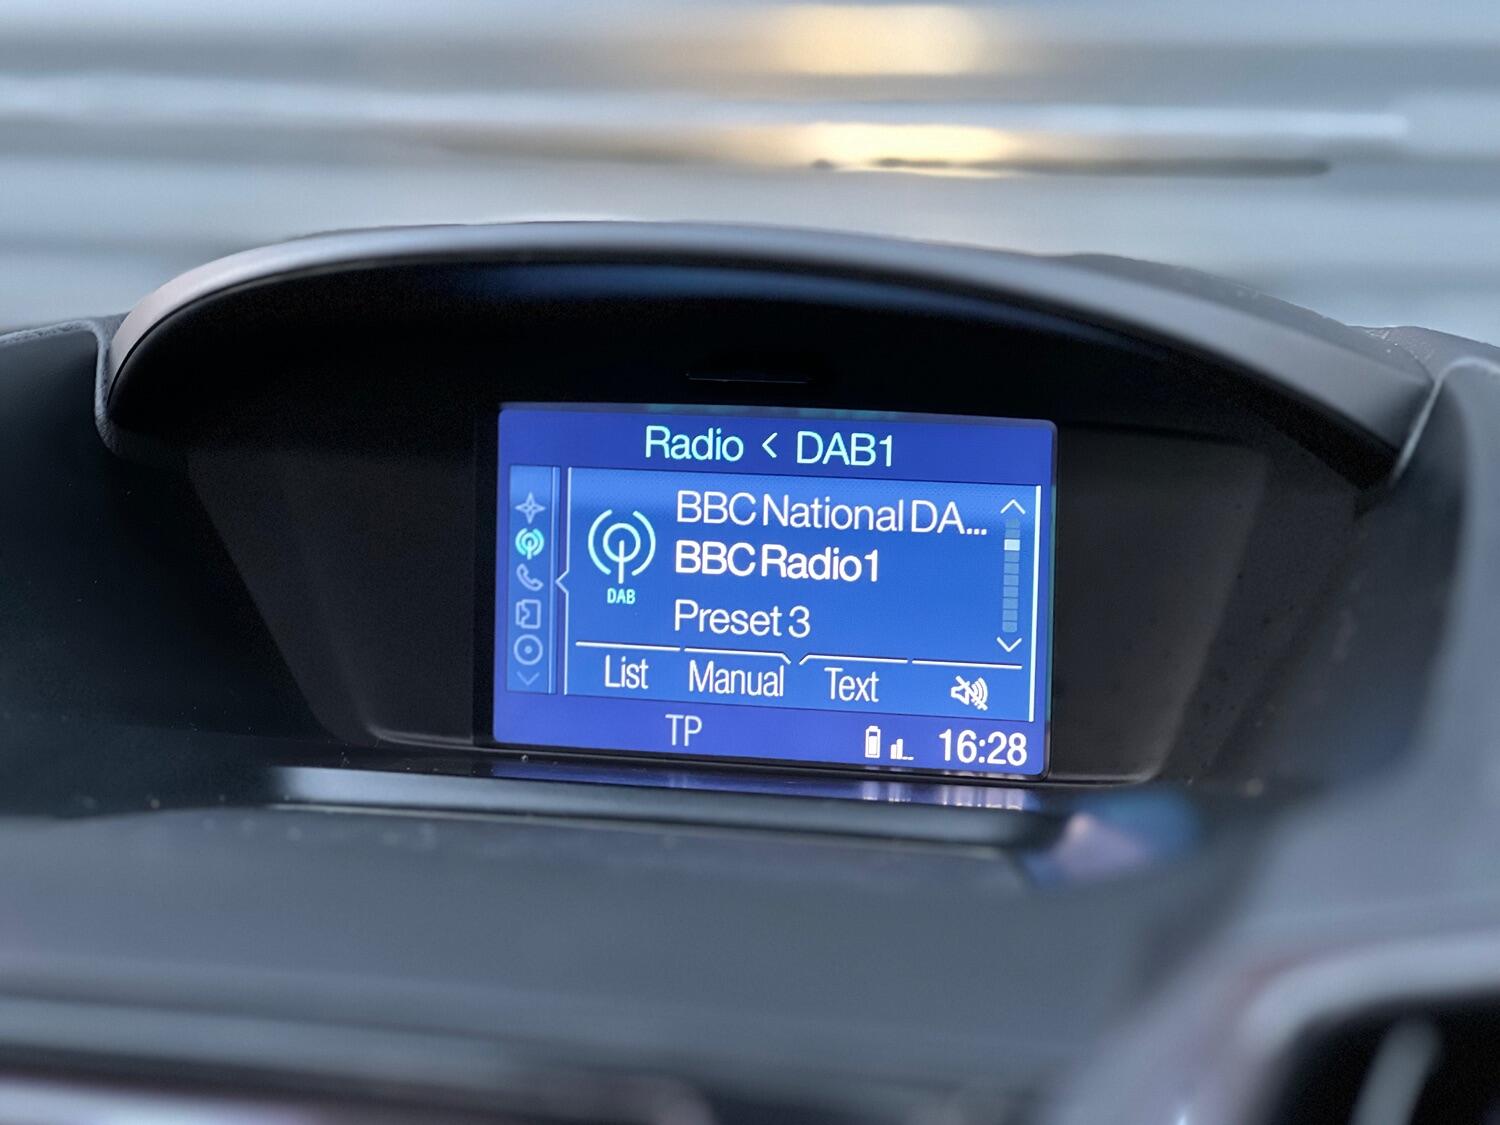 Radio < DAB1
BBC National DA...
BBC Radio1
DAB
Preset 3
List Manual Text
TP 16:28